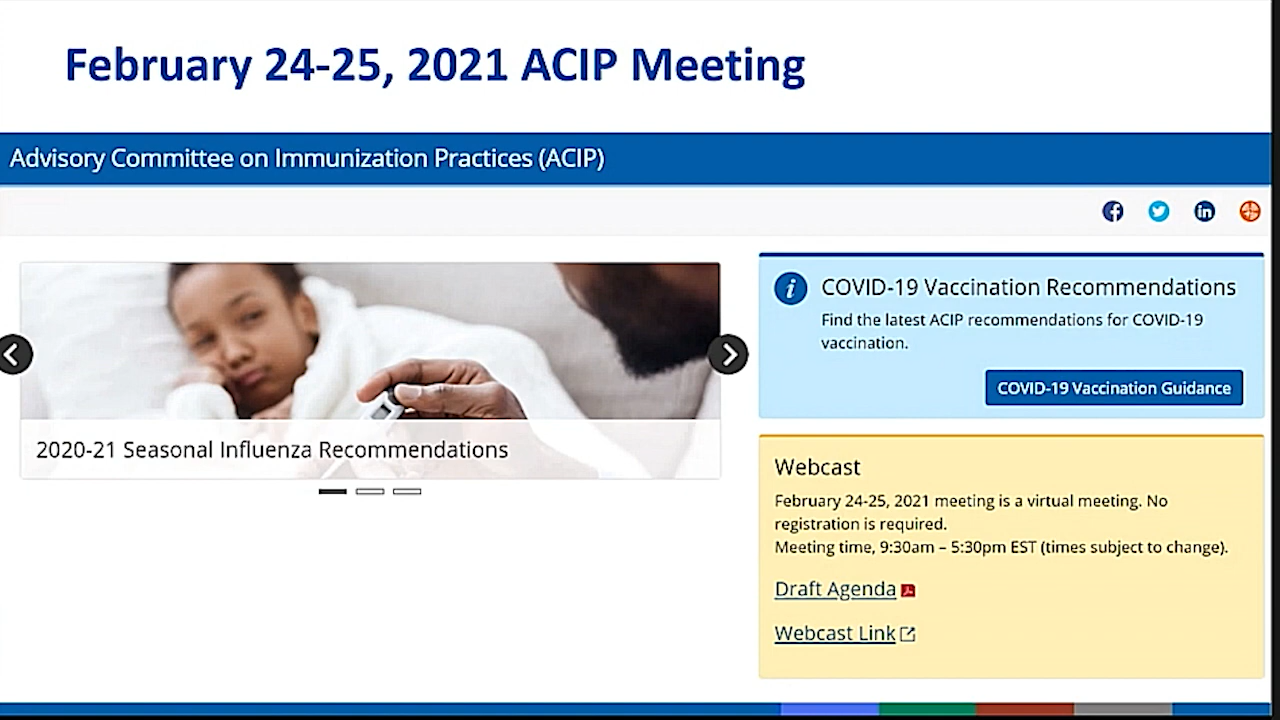 February 24-25, 2021 ACIP Meeting
Advisory Committee on Immunization Practices (ACIP)
2020-21 Seasonal Influenza Recommendations
COVID-19 Vaccination Recommendations
Find the latest ACIP recommendations for COVID-19
vaccination.
COVID-19 Vaccination Guidance
Webcast
February 24-25, 2021 meeting is a virtual meeting. No
registration is required.
Meeting time, 9:30am – 5:30pm EST (times subject to change).
Draft Agenda
Webcast Link